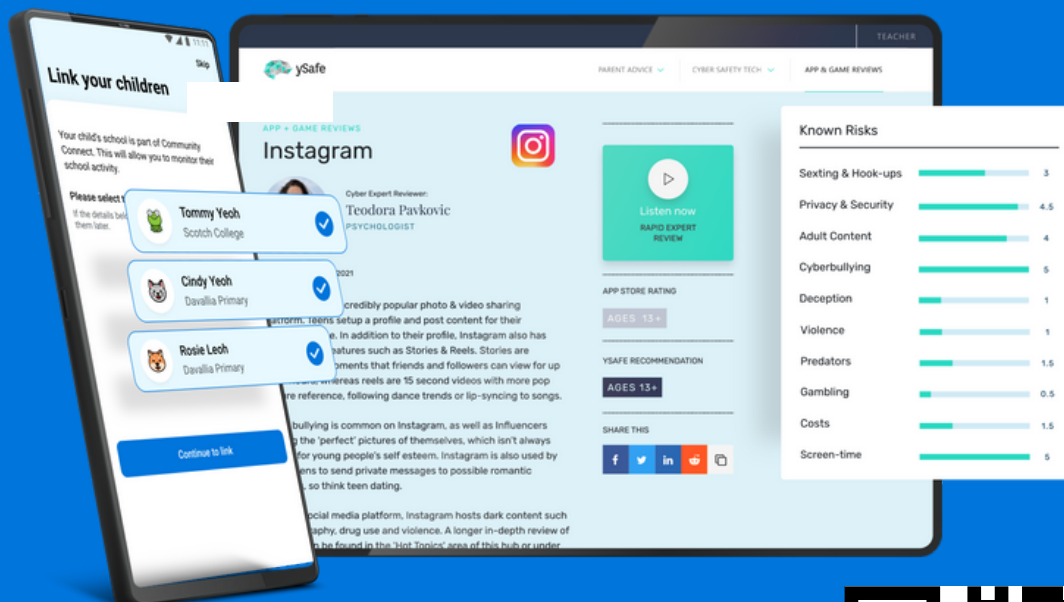 11:11
Skip
Link your children
Your child's school is part of Community
Connect. This will allow you to monitor their
school activity.
Please select
If the details
them later.
Tommy Yeoh
Scotch College
Cindy Yeoh
Davallia Primary
Rosie Leoh
Davallia Primary
Continue to link
TEACHER
ySafe
PARENT ADVICE
CYBER SAFETY TECH
APP & GAME REVIEWS
APP + GAME REVIEWS
Instagram
Cyber Expert Reviewer:
Teodora Pavkovic
PSYCHOLOGIST
2021
credibly popular photo & video sharing
platform. Teens setup a profile and post content for their
In addition to their profile, Instagram also has
features such as Stories & Reels. Stories are
moments that friends and followers can view for up
whereas reels are 15 second videos with more pop
reference, following dance trends or lip-syncing to songs.
bullying is common on Instagram, as well as Influencers
the 'perfect' pictures of themselves, which isn't always
for young people's self esteem. Instagram is also used by
to send private messages to possible romantic
so think teen dating.
social media platform, Instagram hosts dark content such
drug use and violence. A longer in-depth review of
be found in the 'Hot Topics' area of this hub or under
Listen now
RAPID EXPERT
REVIEW
APP STORE RATING
AGES 13+
YSAFE RECOMMENDATION
AGES 13+
SHARE THIS
Known Risks
Sexting & Hook-ups 3
Privacy & Security 4.5
Adult Content 4
Cyberbullying 5
Deception 1
Violence 1
Predators 1.5
Gambling 0.5
Costs 1.5
Screen-time 5